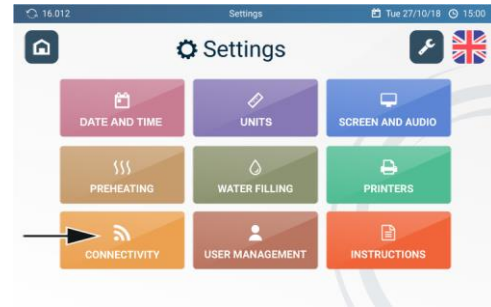 16.012 Settings Tue 27/10/18 15:00
Settings
DATE AND TIME UNITS SCREEN AND AUDIO
PREHEATING WATER FILLING PRINTERS
CONNECTIVITY USER MANAGEMENT INSTRUCTIONS